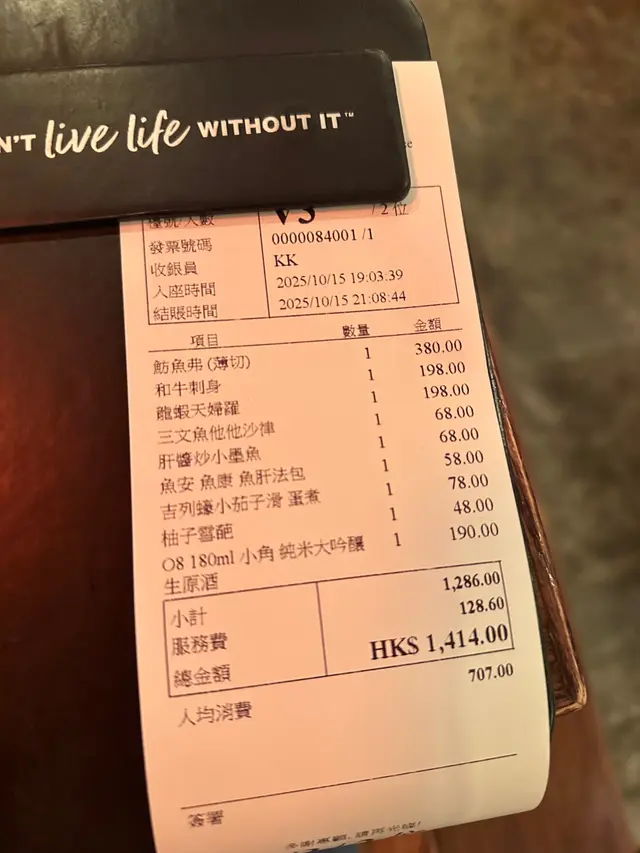 N'T live life WITHOUT IT™
檯號/人數 V3 / 2 位
發票號碼 0000084001 /1
收銀員 KK
入座時間 2025/10/15 19:03.39
結賬時間 2025/10/15 21:08:44
項目 數量 金額
魴魚弗 (薄切) 1 380.00
和牛刺身 1 198.00
龍蝦天婦羅 1 198.00
三文魚他他沙律 1 68.00
肝醬炒小墨魚 1 68.00
魚安 魚康 魚肝法包 1 58.00
吉列蠔小茄子滑 蛋煮 1 78.00
柚子雪葩 1 48.00
O8 180ml 小角 純米大吟釀 1 190.00
生原酒
小計 1,286.00
服務費 128.60
總金額 HK$ 1,414.00
人均消費 707.00
簽署
多謝惠顧, 請再光臨!